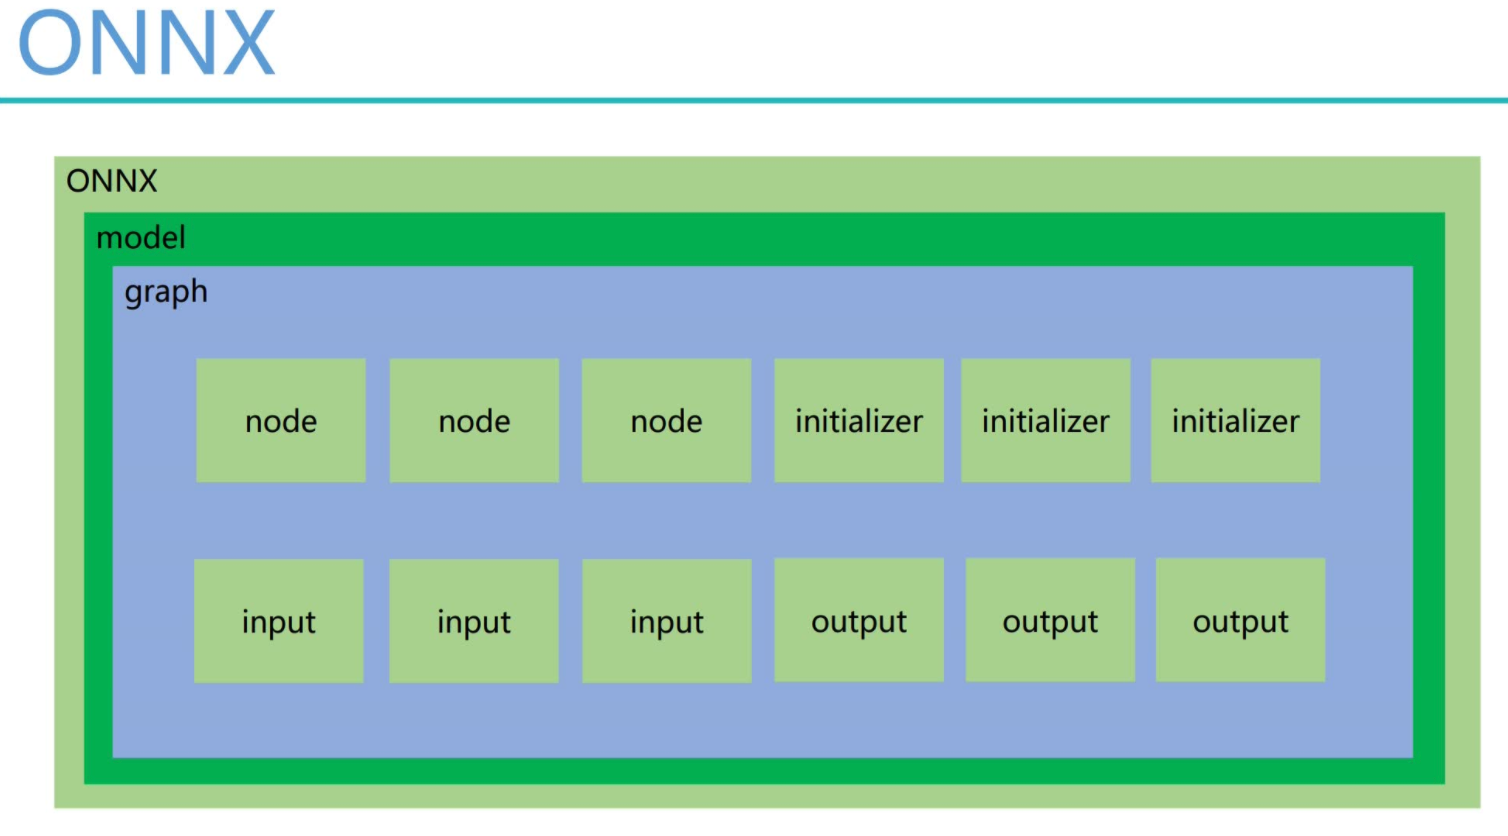 ONNX
ONNX
model
graph
node node node initializer initializer initializer
input input input output output output